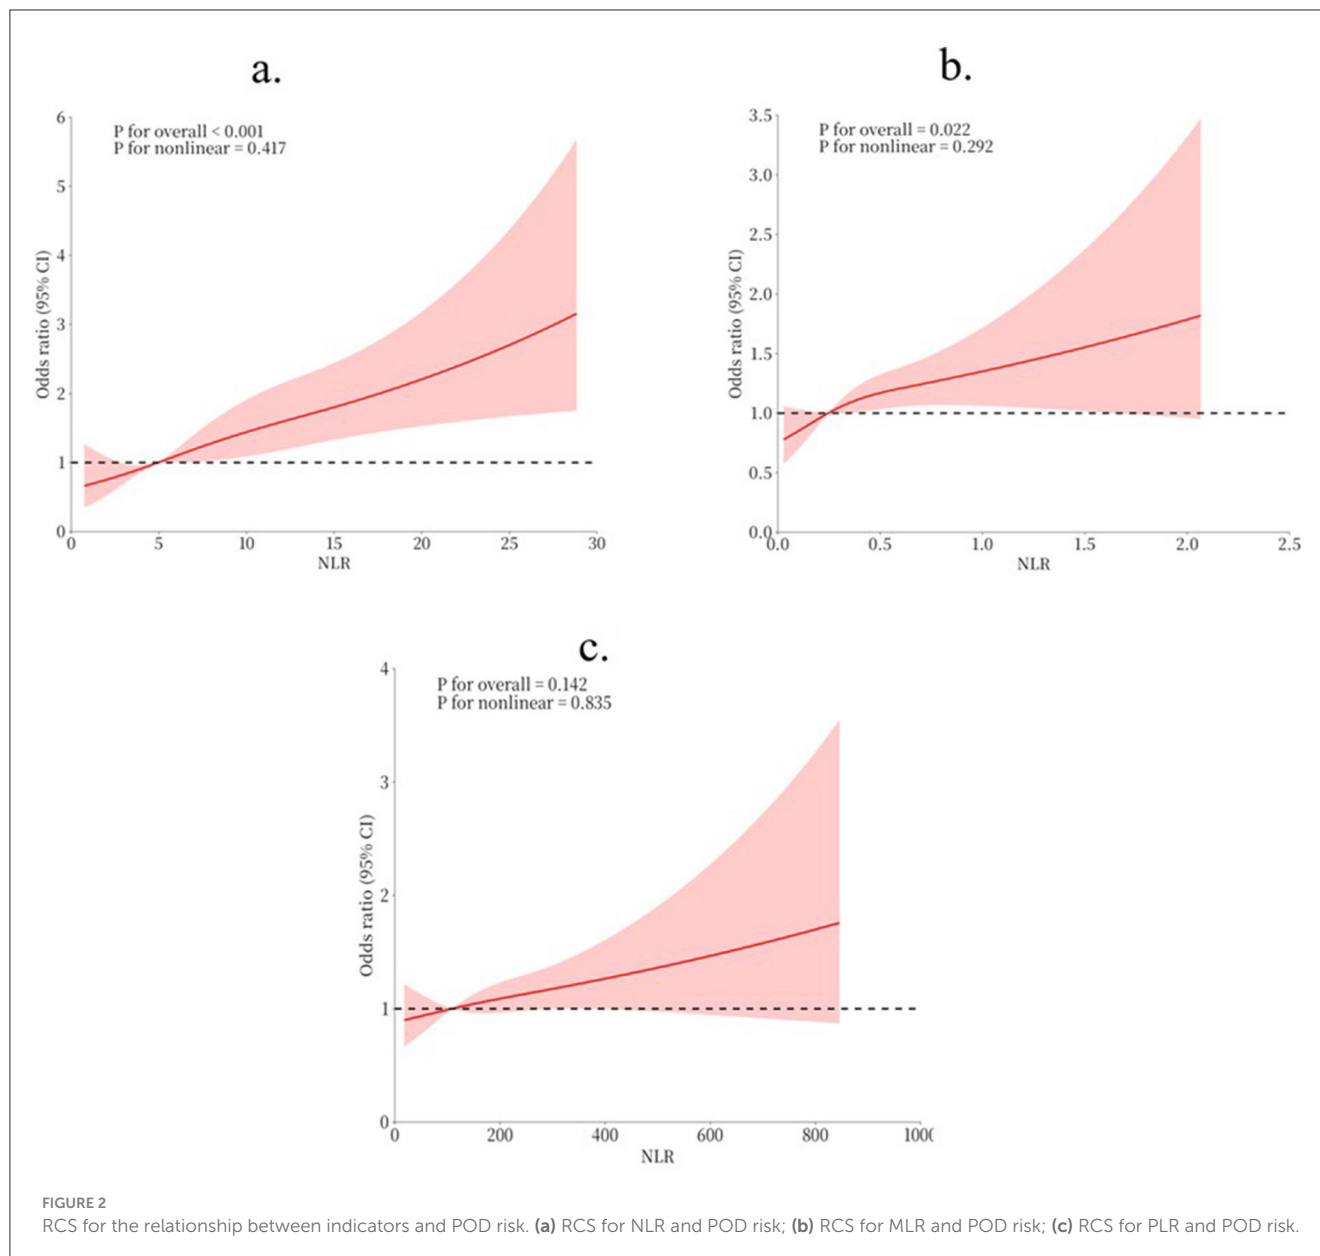 a.
P for overall < 0.001
P for nonlinear = 0.417
6
5
4
3
2
1
0
Odds ratio (95% CI)
0 5 10 15 20 25 30
NLR
b.
P for overall = 0.022
P for nonlinear = 0.292
3.5
3.0
2.5
2.0
1.5
1.0
0.5
0.0
Odds ratio (95% CI)
0.0 0.5 1.0 1.5 2.0 2.5
NLR
c.
P for overall = 0.142
P for nonlinear = 0.835
4
3
2
1
0
Odds ratio (95% CI)
0 200 400 600 800 1000
NLR
FIGURE 2
RCS for the relationship between indicators and POD risk. (a) RCS for NLR and POD risk; (b) RCS for MLR and POD risk; (c) RCS for PLR and POD risk.